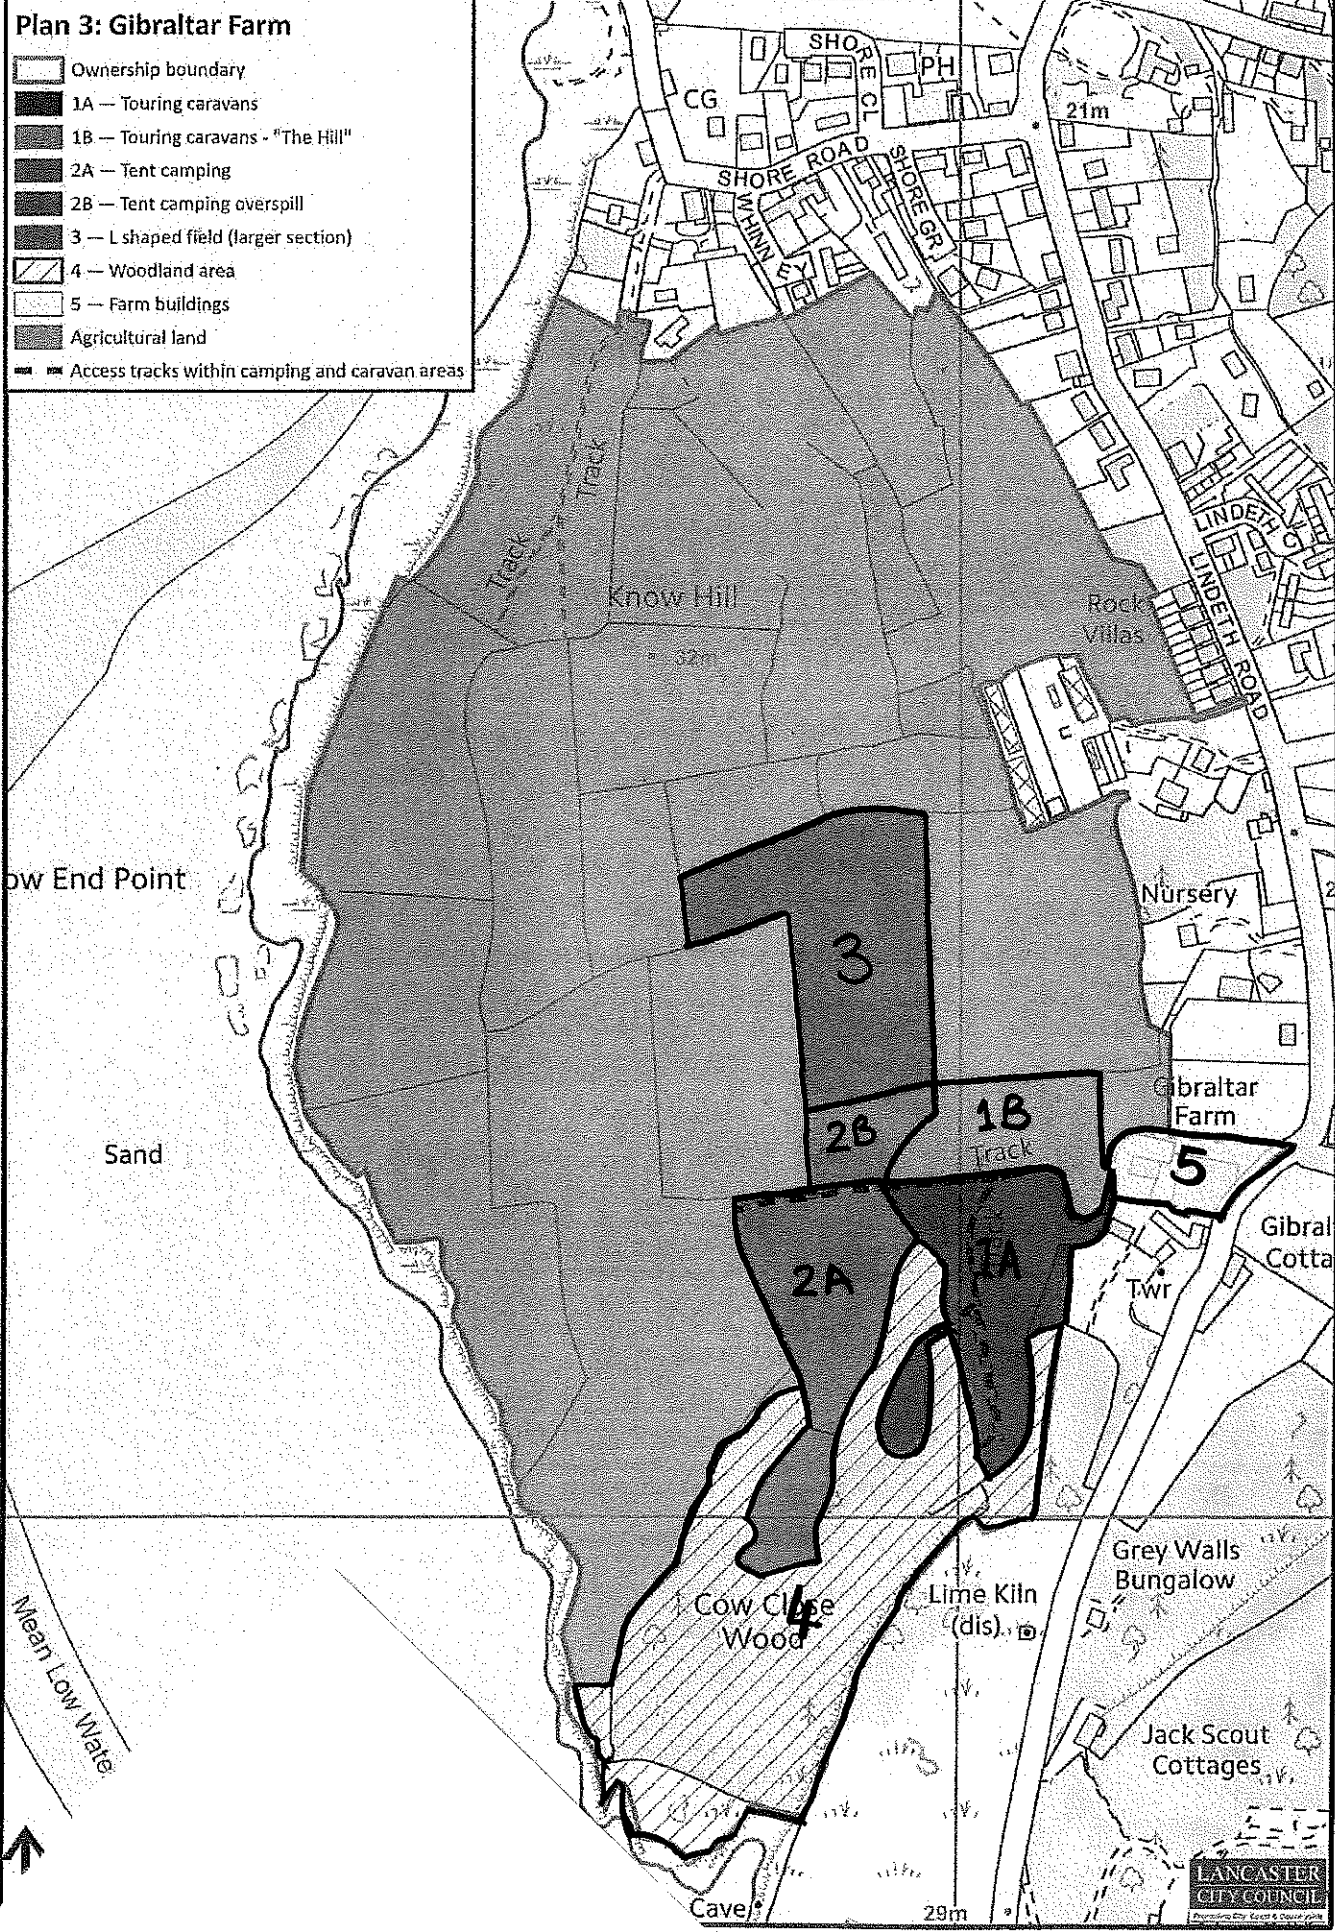 Plan 3: Gibraltar Farm
Ownership boundary
1A — Touring caravans
1B — Touring caravans - "The Hill"
2A — Tent camping
2B — Tent camping overspill
3 — L shaped field (larger section)
4 — Woodland area
5 — Farm buildings
Agricultural land
Access tracks within camping and caravan areas
SHORE CL
PH
CG
21m
SHORE ROAD
SHORE GR
WHINNEY
Track
Track
LINDETH
LINDETH ROAD
Know Hill
32m
Rock
Villas
ow End Point
Nursery
2
3
Gibraltar
Farm
2B
1B
Track
5
Sand
2A
1A
Gibral
Cotta
Twr
Grey Walls
Bungalow
Lime Kiln
(dis)
Cow Close
Wood
4
Mean Low Wate
Jack Scout
Cottages
Cave
29m
LANCASTER
CITY COUNCIL